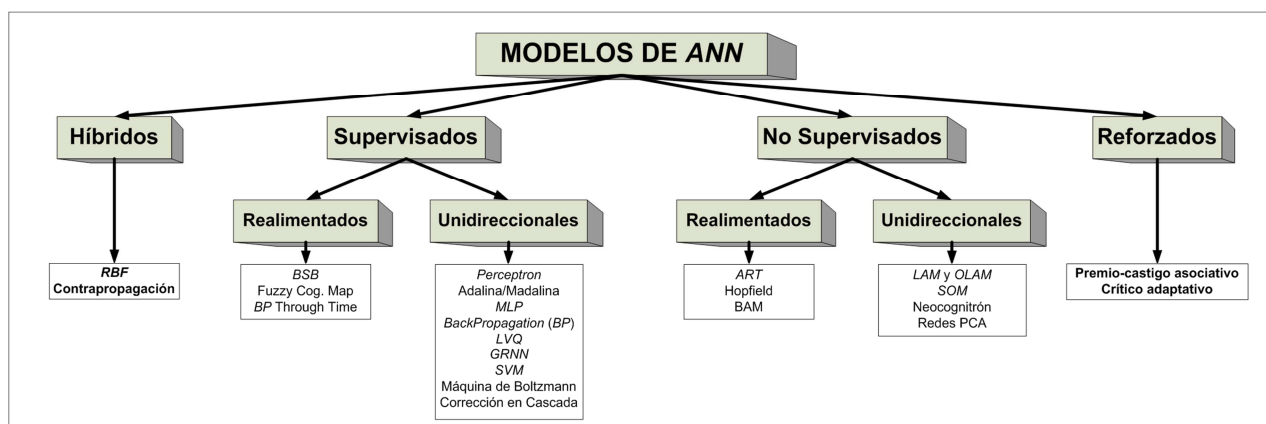 MODELOS DE ANN
Híbridos
Supervisados
No Supervisados
Reforzados
Realimentados
Unidireccionales
Realimentados
Unidireccionales
RBF
Contrapropagación
BSB
Fuzzy Cog. Map
BP Through Time
Perceptron
Adalina/Madalina
MLP
BackPropagation (BP)
LVQ
GRNN
SVM
Máquina de Boltzmann
Corrección en Cascada
ART
Hopfield
BAM
LAM y OLAM
SOM
Neocognitrón
Redes PCA
Premio-castigo asociativo
Crítico adaptativo